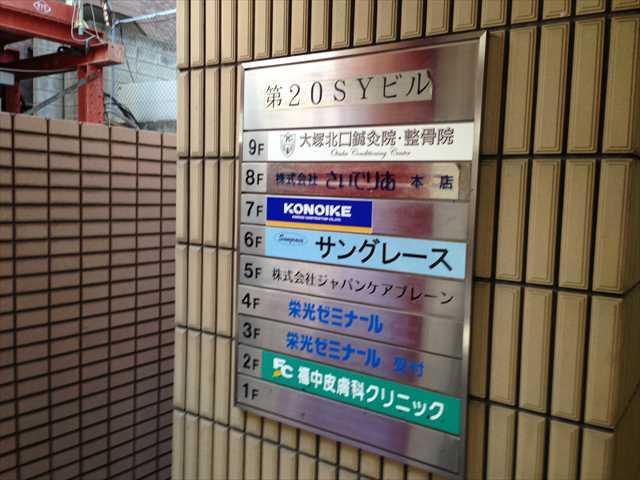 第20SYビル
9F 大塚北口鍼灸院・整骨院
Otsuka Conditioning Center
8F 株式会社 さいでりあ 本店
7F KONOIKE
6F サングレース
5F 株式会社ジャパンケアブレーン
4F 栄光ゼミナール
3F 栄光ゼミナール 受付
2F FC 福中皮膚科クリニック
1F